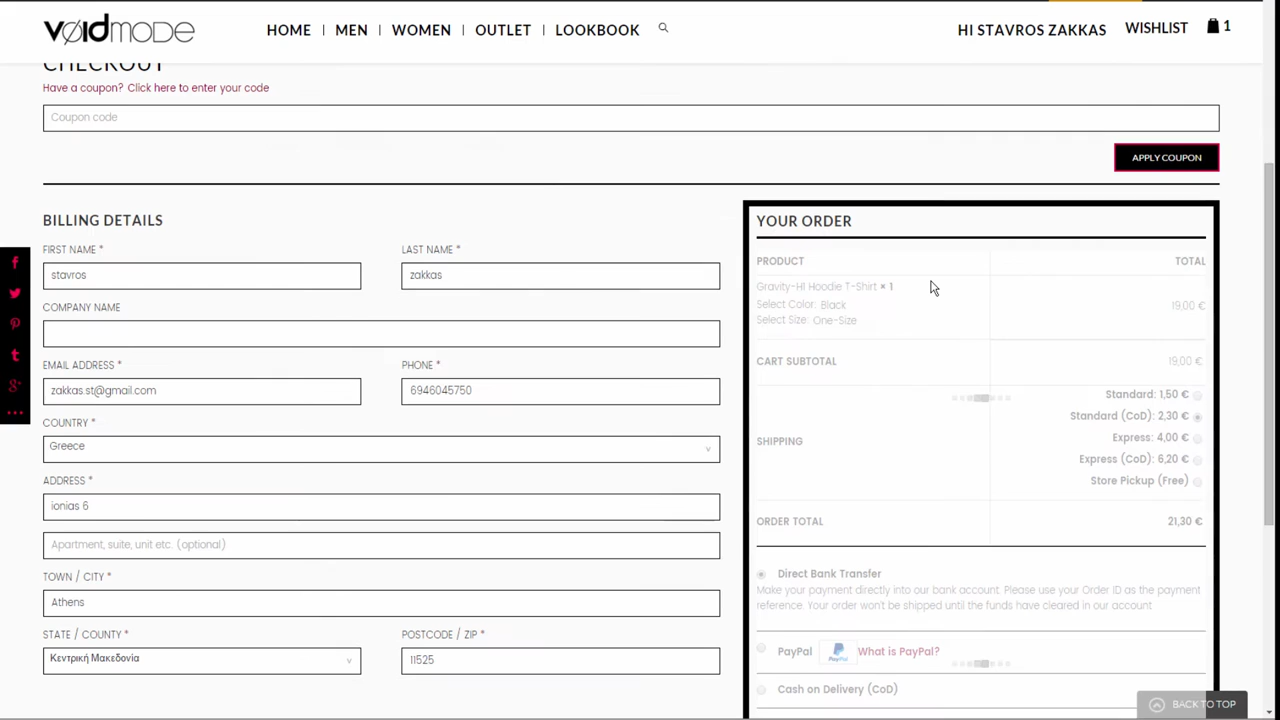 vøidmode
HOME | MEN | WOMEN | OUTLET | LOOKBOOK
HI STAVROS ZAKKAS WISHLIST 1
CHECKOUT
Have a coupon? Click here to enter your code
Coupon code
APPLY COUPON
BILLING DETAILS
FIRST NAME *
LAST NAME *
stavros
zakkas
COMPANY NAME
EMAIL ADDRESS *
PHONE *
zakkas.st@gmail.com
6946045750
COUNTRY *
Greece
ADDRESS *
ionias 6
Apartment, suite, unit etc. (optional)
TOWN / CITY *
Athens
STATE / COUNTY *
POSTCODE / ZIP *
Κεντρική Μακεδονία
11525
YOUR ORDER
PRODUCT TOTAL
Gravity-H1 Hoodie T-Shirt × 1
Select Color: Black
19,00 €
Select Size: One-Size
CART SUBTOTAL 19,00 €
SHIPPING
Standard: 1,50 €
Standard (CoD): 2,30 €
Express: 4,00 €
Express (CoD): 6,20 €
Store Pickup (Free)
ORDER TOTAL 21,30 €
Direct Bank Transfer
Make your payment directly into our bank account. Please use your Order ID as the payment
reference. Your order won't be shipped until the funds have cleared in our account
PayPal PayPal What is PayPal?
Cash on Delivery (CoD)
BACK TO TOP